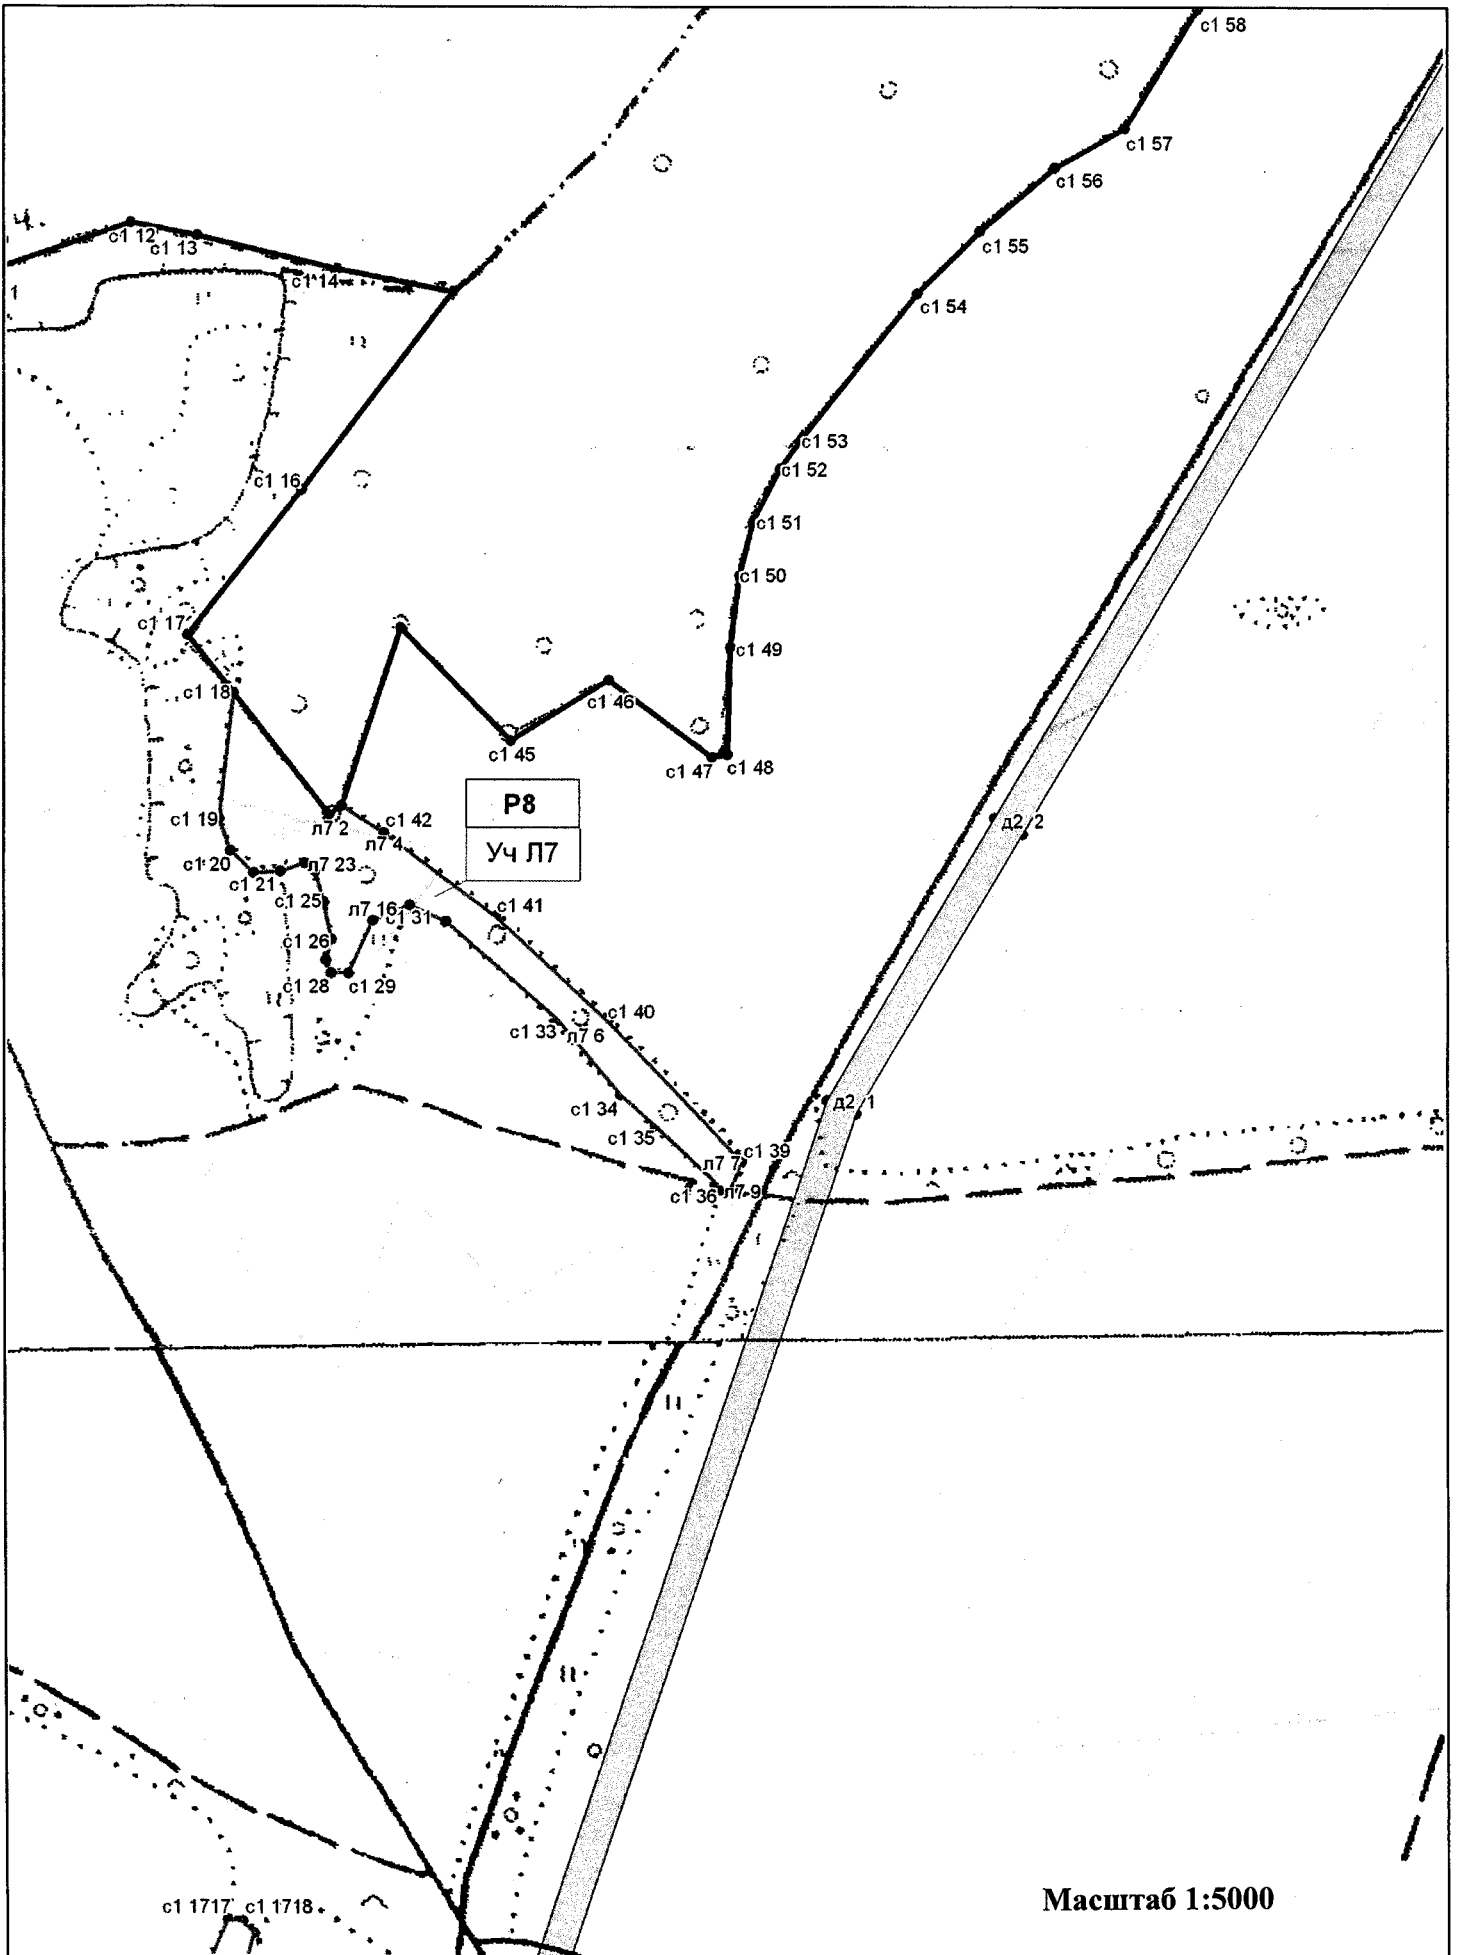 с1 58
с1 57
с1 56
с1 12
с1 13
с1 55
с1 14
1
с1 54
с1 53
с1 52
с1 16
с1 51
с1 50
с1 17
с1 49
с1 18
с1 46
с1 45
с1 47
с1 48
Р8
с1 19
л7 2
с1 42
д2 2
л7 4
Уч Л7
с1 20
л7 23
с1 21
с1 25
л7 16
с1 31
с1 41
с1 26
с1 28
с1 29
с1 40
с1 33
л7 6
с1 34
д2 1
с1 35
с1 39
л7 7
с1 36
л7 9
с1 1717
с1 1718
Масштаб 1:5000